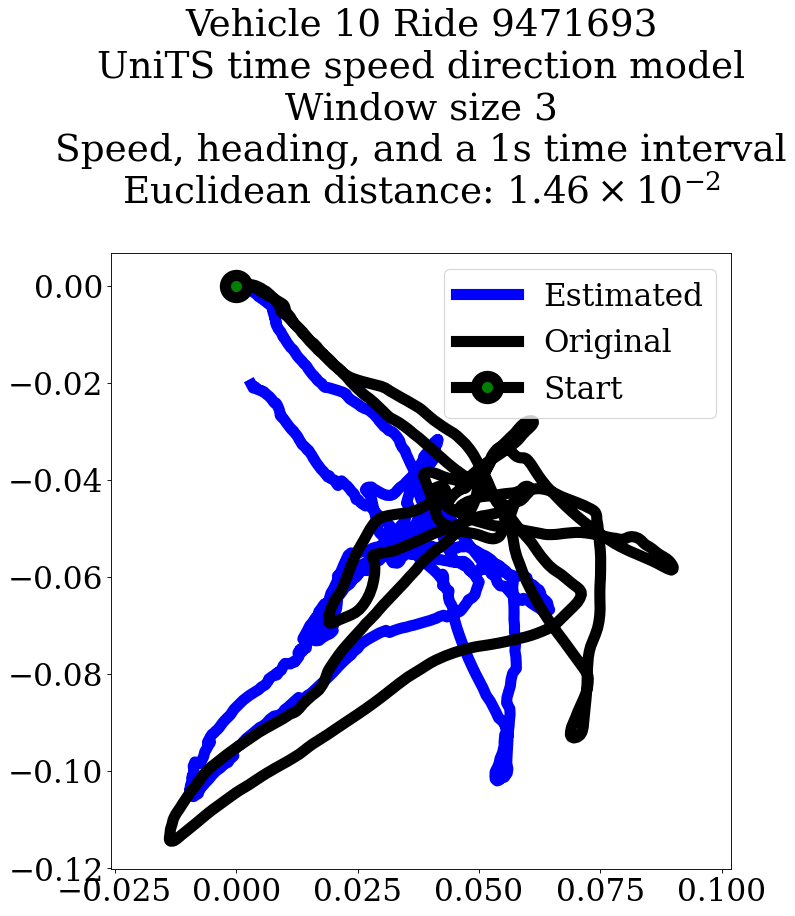 Vehicle 10 Ride 9471693
UniTS time speed direction model
Window size 3
Speed, heading, and a 1s time interval
Euclidean distance: 1.46 × 10⁻²
Estimated
Original
Start
0.00
−0.02
−0.04
−0.06
−0.08
−0.10
−0.12
−0.025 0.000 0.025 0.050 0.075 0.100